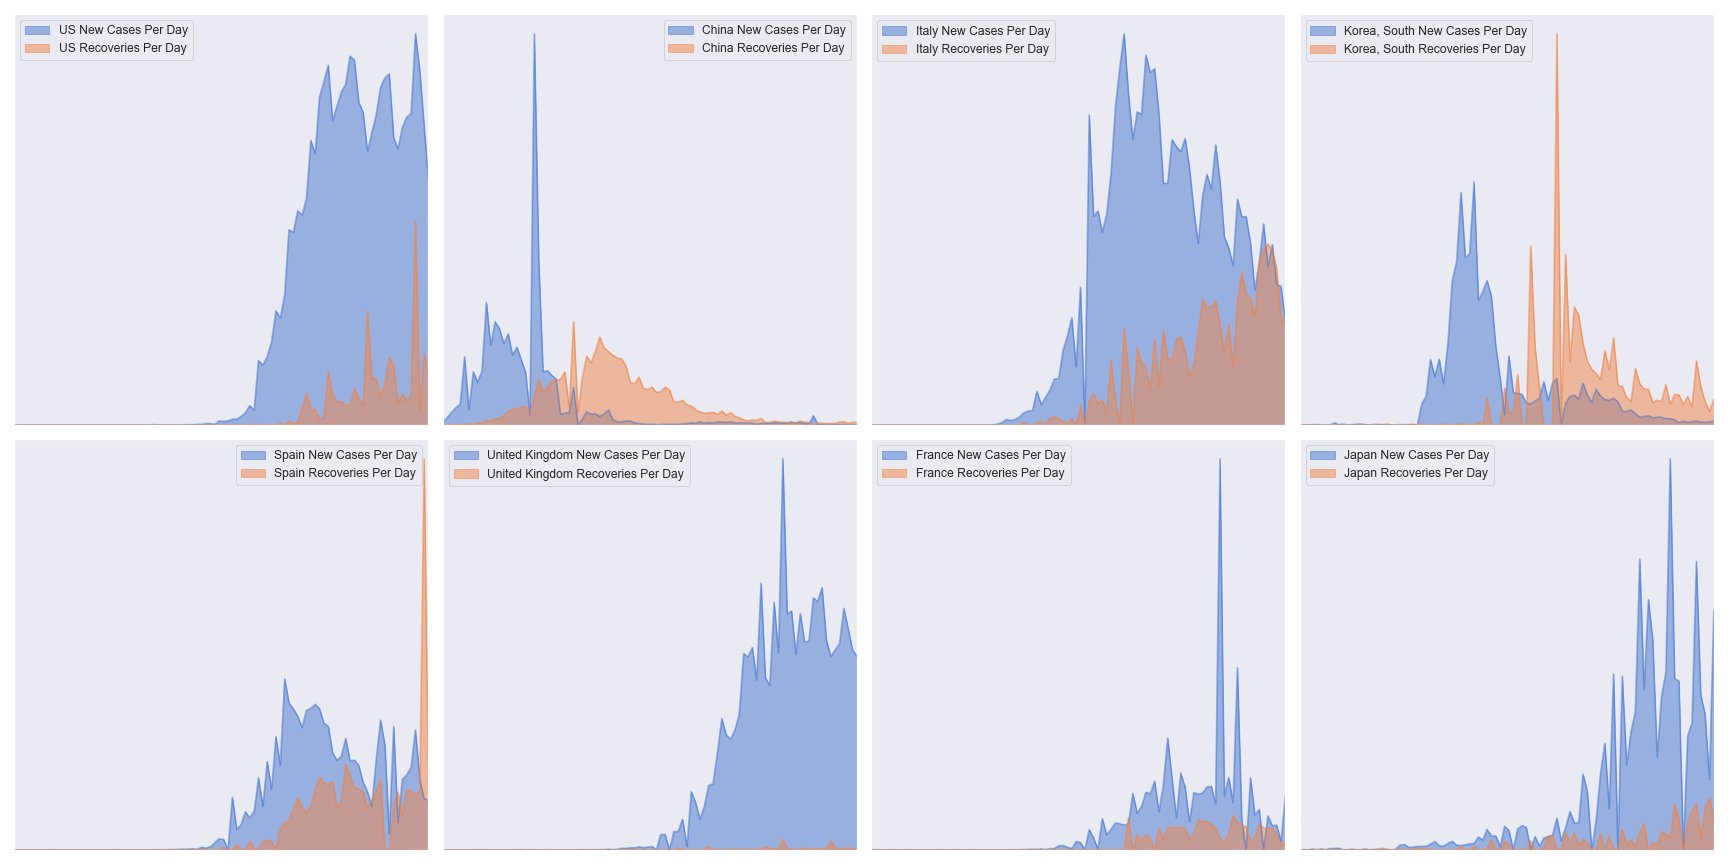 US New Cases Per Day
US Recoveries Per Day
China New Cases Per Day
China Recoveries Per Day
Italy New Cases Per Day
Italy Recoveries Per Day
Korea, South New Cases Per Day
Korea, South Recoveries Per Day
Spain New Cases Per Day
Spain Recoveries Per Day
United Kingdom New Cases Per Day
United Kingdom Recoveries Per Day
France New Cases Per Day
France Recoveries Per Day
Japan New Cases Per Day
Japan Recoveries Per Day